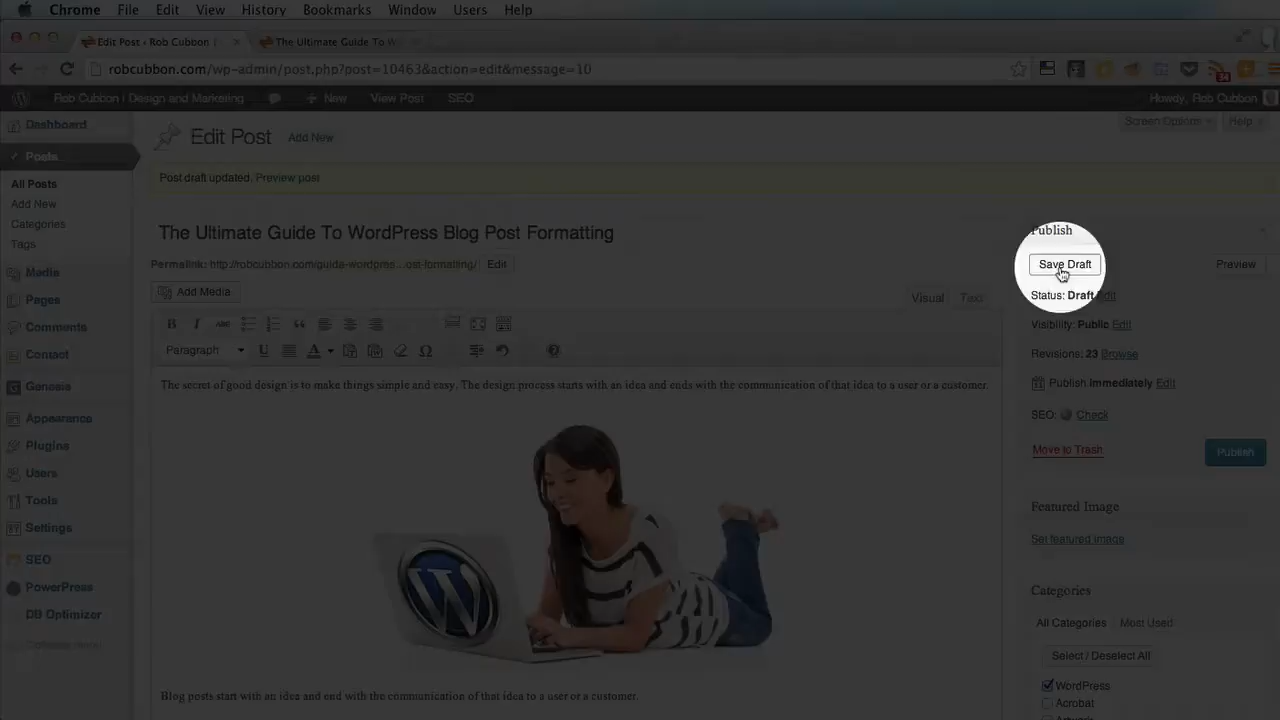 Chrome File Edit View History Bookmarks Window Users Help
Edit Post ‹ Rob Cubbon |
The Ultimate Guide To W
robcubbon.com/wp-admin/post.php?post=10463&action=edit&message=10
34
Rob Cubbon | Design and Marketing
New
View Post
SEO
Howdy, Rob Cubbon
Dashboard
Edit Post
Add New
Screen Options
Help
Posts
Post draft updated. Preview post
All Posts
Add New
Categories
Tags
The Ultimate Guide To WordPress Blog Post Formatting
Publish
Permalink: http://robcubbon.com/guide-wordpres...ost-formatting/ Edit
Save Draft
Preview
Media
Add Media
Visual
Text
Status: Draft Edit
Pages
Comments
B I ABC
Visibility: Public Edit
Contact
Paragraph
U A Ω
Revisions: 23 Browse
Genesis
The secret of good design is to make things simple and easy. The design process starts with an idea and ends with the communication of that idea to a user or a customer.
Publish immediately Edit
Appearance
SEO: Check
Plugins
Move to Trash
Publish
Users
Tools
Featured Image
Settings
Set featured image
SEO
PowerPress
Categories
DB Optimizer
All Categories
Most Used
Collapse menu
Select / Deselect All
WordPress
Blog posts start with an idea and end with the communication of that idea to a user or a customer.
Acrobat